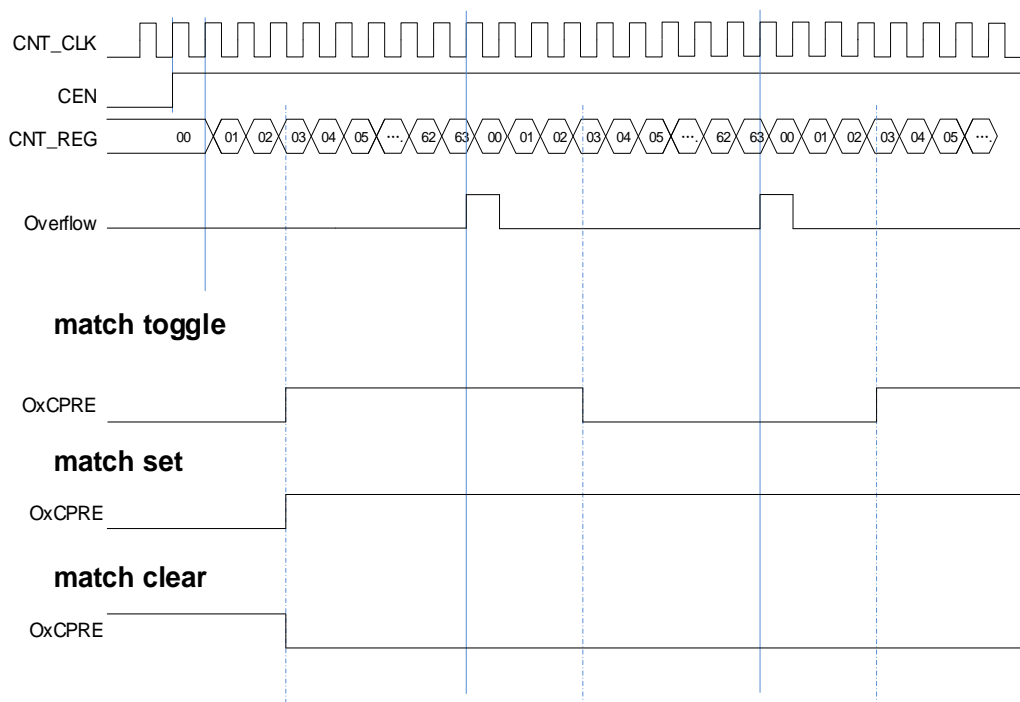 CNT_CLK
CEN
CNT_REG 00 01 02 03 04 05 …. 62 63 00 01 02 03 04 05 …. 62 63 00 01 02 03 04 05 ….
Overflow
match toggle
OxCPRE
match set
OxCPRE
match clear
OxCPRE